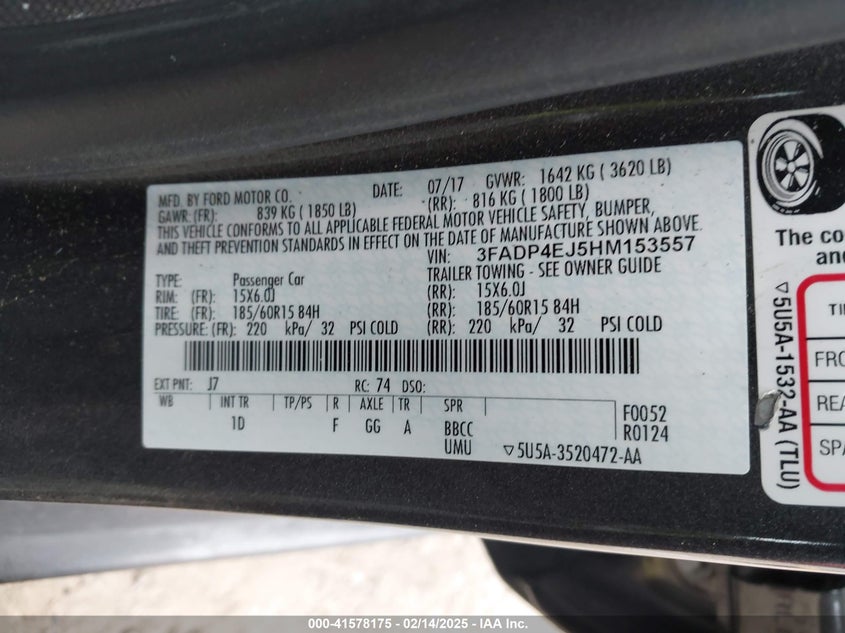 MFD. BY FORD MOTOR CO. DATE: 07/17 GVWR: 1642 KG ( 3620 LB)
GAWR: (FR): 839 KG ( 1850 LB) (RR): 816 KG ( 1800 LB)
THIS VEHICLE CONFORMS TO ALL APPLICABLE FEDERAL MOTOR VEHICLE SAFETY, BUMPER,
AND THEFT PREVENTION STANDARDS IN EFFECT ON THE DATE OF MANUFACTURE SHOWN ABOVE.
VIN: 3FADP4EJ5HM153557
TYPE: Passenger Car TRAILER TOWING - SEE OWNER GUIDE
RIM: (FR): 15X6.0J (RR): 15X6.0J
TIRE: (FR): 185/60R15 84H (RR): 185/60R15 84H
PRESSURE: (FR): 220 kPa/ 32 PSI COLD (RR): 220 kPa/ 32 PSI COLD
EXT PNT: J7 RC: 74 DSO:
WB INT TR TP/PS R AXLE TR SPR F0052
1D F GG A BBCC R0124
UMU ▽5U5A-3520472-AA
The co
and
TI
FRO
REA
SPA
▽5U5A-1532-AA (TLU)
000-41578175 — 02/14/2025 — IAA Inc.